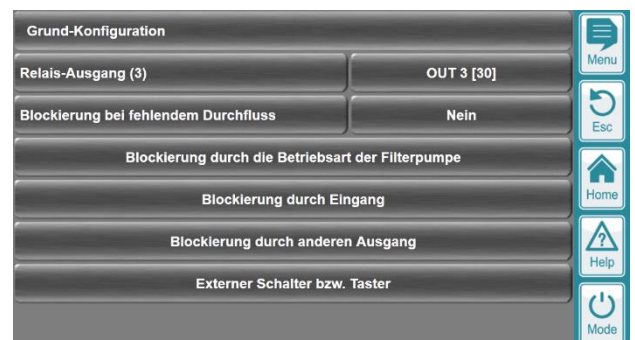 Grund-Konfiguration
Relais-Ausgang (3)
OUT 3 [30]
Blockierung bei fehlendem Durchfluss
Nein
Blockierung durch die Betriebsart der Filterpumpe
Blockierung durch Eingang
Blockierung durch anderen Ausgang
Externer Schalter bzw. Taster
Menu
Esc
Home
?
Help
Mode